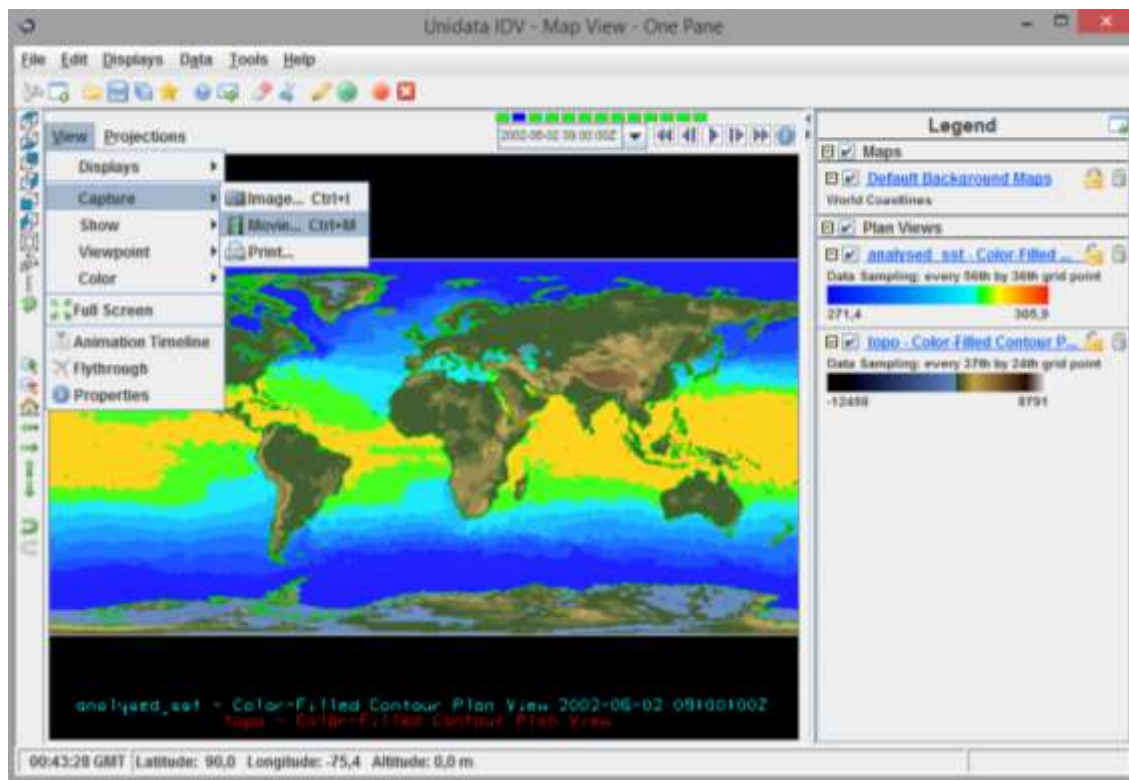 Unidata IDV - Map View - One Pane
File Edit Displays Data Tools Help
View Projections
2002-06-02 09:00:00Z
Displays
Capture
Show
Viewpoint
Color
Full Screen
Animation Timeline
Flythrough
Properties
Image... Ctrl+I
Movie... Ctrl+M
Print...
Legend
Maps
Default Background Maps
World Coastlines
Plan Views
analysed_sst - Color-Filled ...
Data Sampling: every 56th by 36th grid point
271,4 305,9
topo - Color-Filled Contour P...
Data Sampling: every 37th by 24th grid point
-12458 8791
analysed_sst - Color-Filled Contour Plan View 2002-06-02 09:00:00Z
topo - Color-Filled Contour Plan View
00:43:28 GMT Latitude: 90,0 Longitude: -75,4 Altitude: 0,0 m